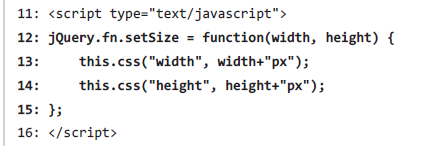 11: <script type="text/javascript">
12: jQuery.fn.setSize = function(width, height) {
13:     this.css("width", width+"px");
14:     this.css("height", height+"px");
15: };
16: </script>